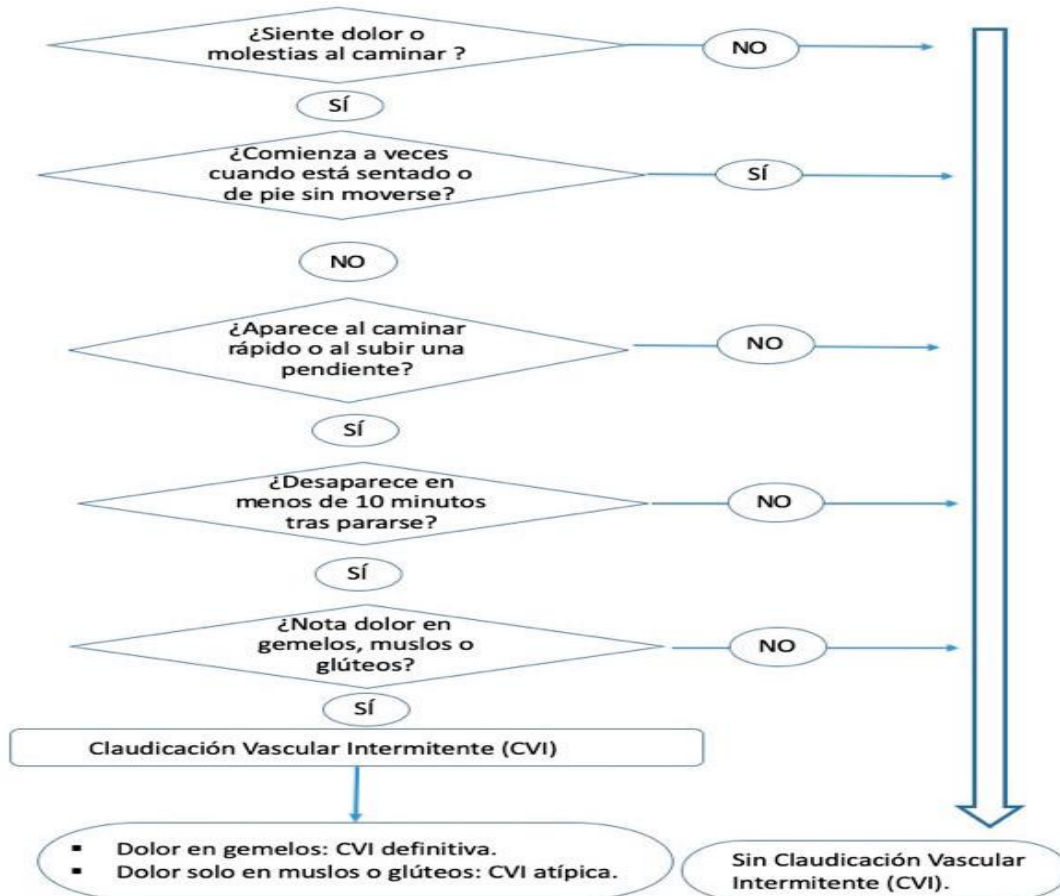 ¿Siente dolor o
molestias al caminar ?
NO
SÍ
¿Comienza a veces
cuando está sentado o
de pie sin moverse?
SÍ
NO
¿Aparece al caminar
rápido o al subir una
pendiente?
NO
SÍ
¿Desaparece en
menos de 10 minutos
tras pararse?
NO
SÍ
¿Nota dolor en
gemelos, muslos o
glúteos?
NO
SÍ
Claudicación Vascular Intermitente (CVI)
▪ Dolor en gemelos: CVI definitiva.
▪ Dolor solo en muslos o glúteos: CVI atípica.
Sin Claudicación Vascular
Intermitente (CVI).